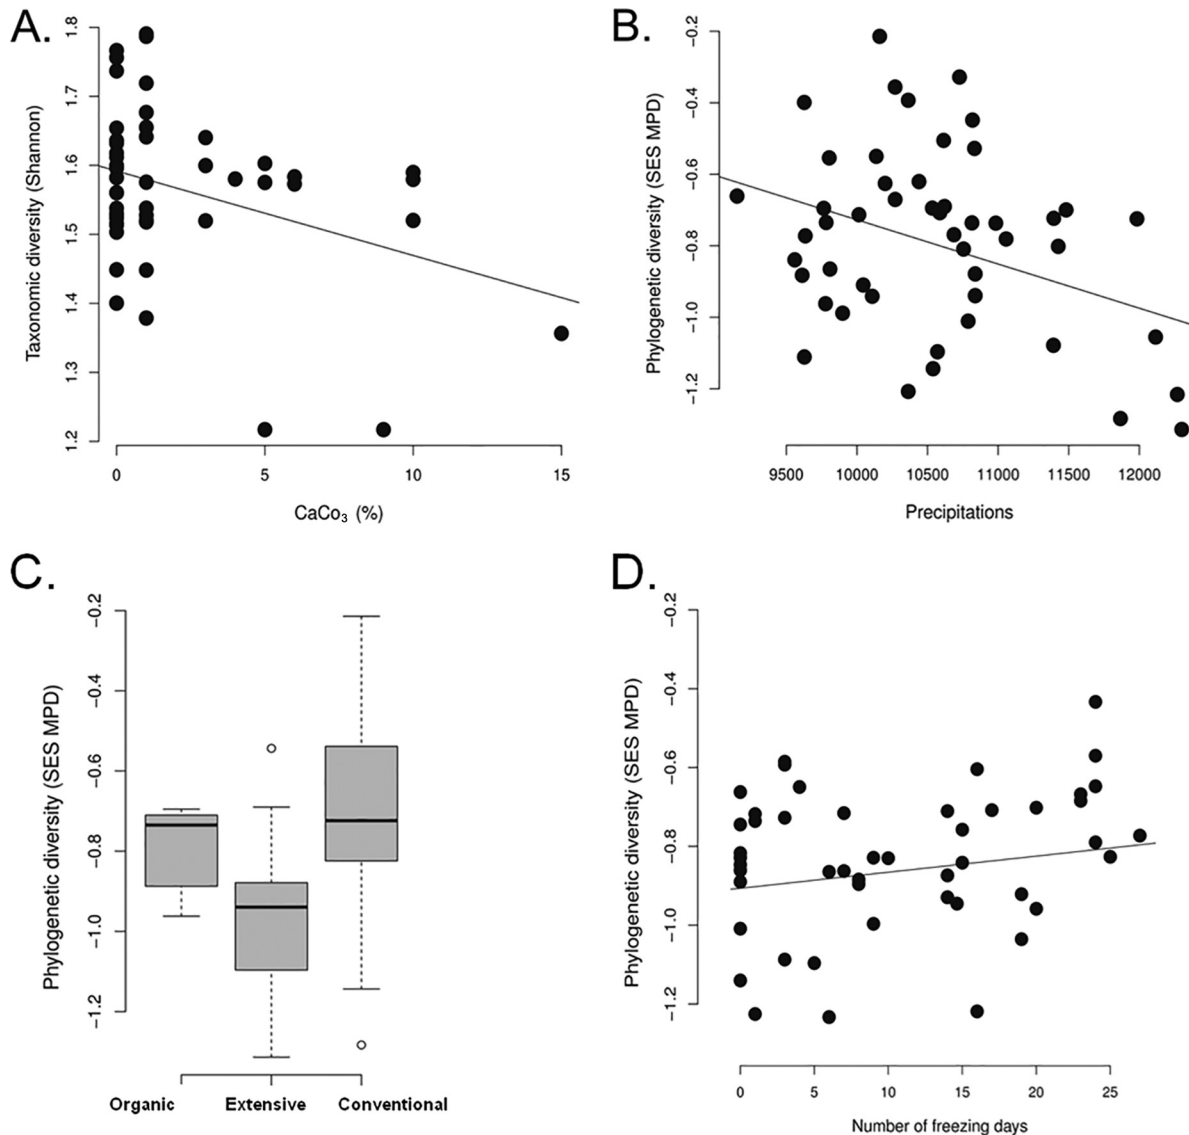 A.
Taxonomic diversity (Shannon)
1.8
1.7
1.6
1.5
1.4
1.3
1.2
0 5 10 15
CaCo₃ (%)
B.
Phylogenetic diversity (SES MPD)
−0.2
−0.4
−0.6
−0.8
−1.0
−1.2
9500 10000 10500 11000 11500 12000
Precipitations
C.
Phylogenetic diversity (SES MPD)
−0.2
−0.4
−0.6
−0.8
−1.0
−1.2
Organic Extensive Conventional
D.
Phylogenetic diversity (SES MPD)
−0.2
−0.4
−0.6
−0.8
−1.0
−1.2
0 5 10 15 20 25
Number of freezing days